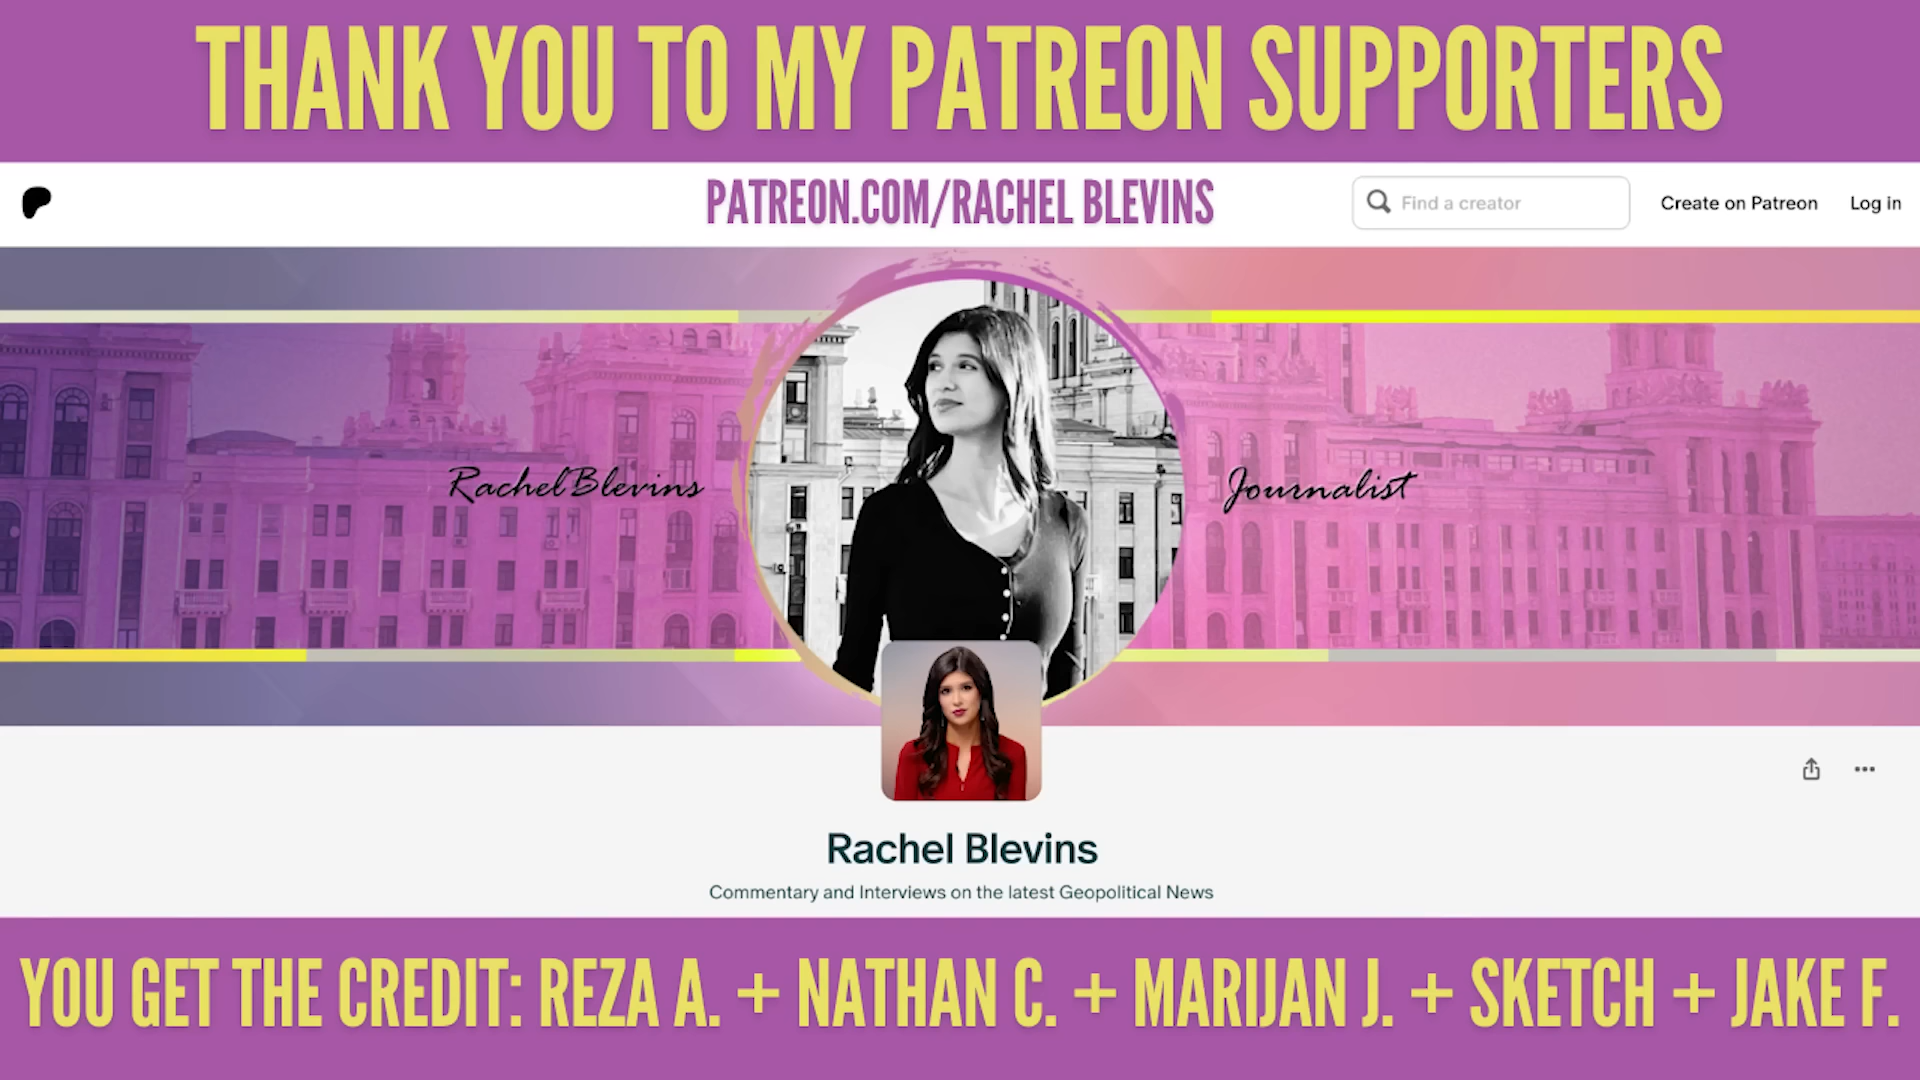 THANK YOU TO MY PATREON SUPPORTERS
PATREON.COM/RACHEL BLEVINS
Find a creator
Create on Patreon
Log in
Rachel Blevins
Journalist
Rachel Blevins
Commentary and Interviews on the latest Geopolitical News
YOU GET THE CREDIT: REZA A. + NATHAN C. + MARIJAN J. + SKETCH + JAKE F.